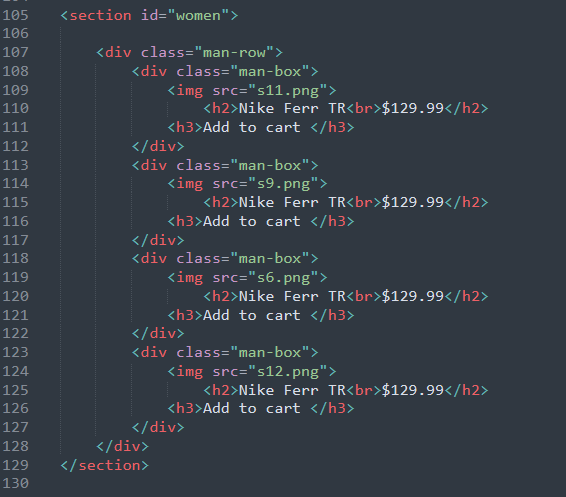 105 <section id="women">
106
107 <div class="man-row">
108 <div class="man-box">
109 <img src="s11.png">
110 <h2>Nike Ferr TR<br>$129.99</h2>
111 <h3>Add to cart </h3>
112 </div>
113 <div class="man-box">
114 <img src="s9.png">
115 <h2>Nike Ferr TR<br>$129.99</h2>
116 <h3>Add to cart </h3>
117 </div>
118 <div class="man-box">
119 <img src="s6.png">
120 <h2>Nike Ferr TR<br>$129.99</h2>
121 <h3>Add to cart </h3>
122 </div>
123 <div class="man-box">
124 <img src="s12.png">
125 <h2>Nike Ferr TR<br>$129.99</h2>
126 <h3>Add to cart </h3>
127 </div>
128 </div>
129 </section>
130